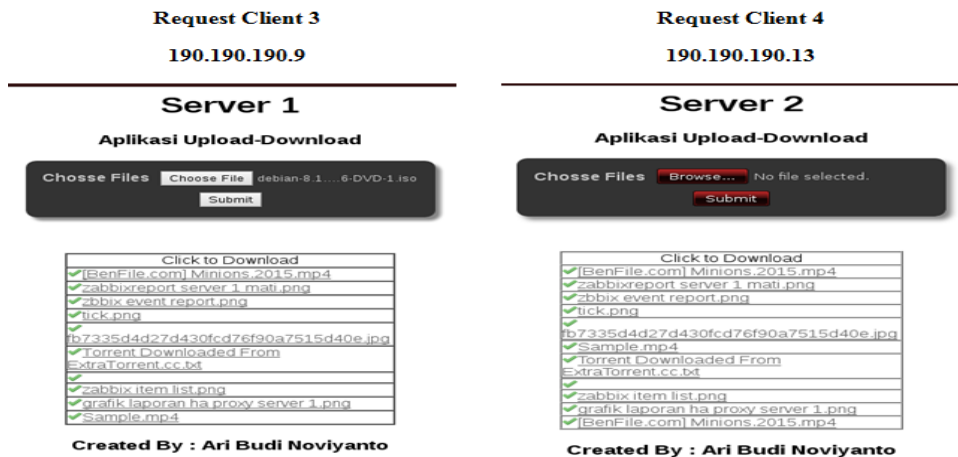 Request Client 3
190.190.190.9
Server 1
Aplikasi Upload-Download
Chosse Files Choose File debian-8.1....6-DVD-1.iso
Submit
Click to Download
[BenFile.com] Minions.2015.mp4
zabbixreport server 1 mati.png
zbbix event report.png
tick.png
fb7335d4d27d430fcd76f90a7515d40e.jpg
Torrent Downloaded From
ExtraTorrent.cc.txt
zabbix item list.png
grafik laporan ha proxy server 1.png
Sample.mp4
Created By : Ari Budi Noviyanto
Request Client 4
190.190.190.13
Server 2
Aplikasi Upload-Download
Chosse Files Browse... No file selected.
Submit
Click to Download
[BenFile.com] Minions.2015.mp4
zabbixreport server 1 mati.png
zbbix event report.png
tick.png
fb7335d4d27d430fcd76f90a7515d40e.jpg
Sample.mp4
Torrent Downloaded From
ExtraTorrent.cc.txt
zabbix item list.png
grafik laporan ha proxy server 1.png
[BenFile.com] Minions.2015.mp4
Created By : Ari Budi Noviyanto